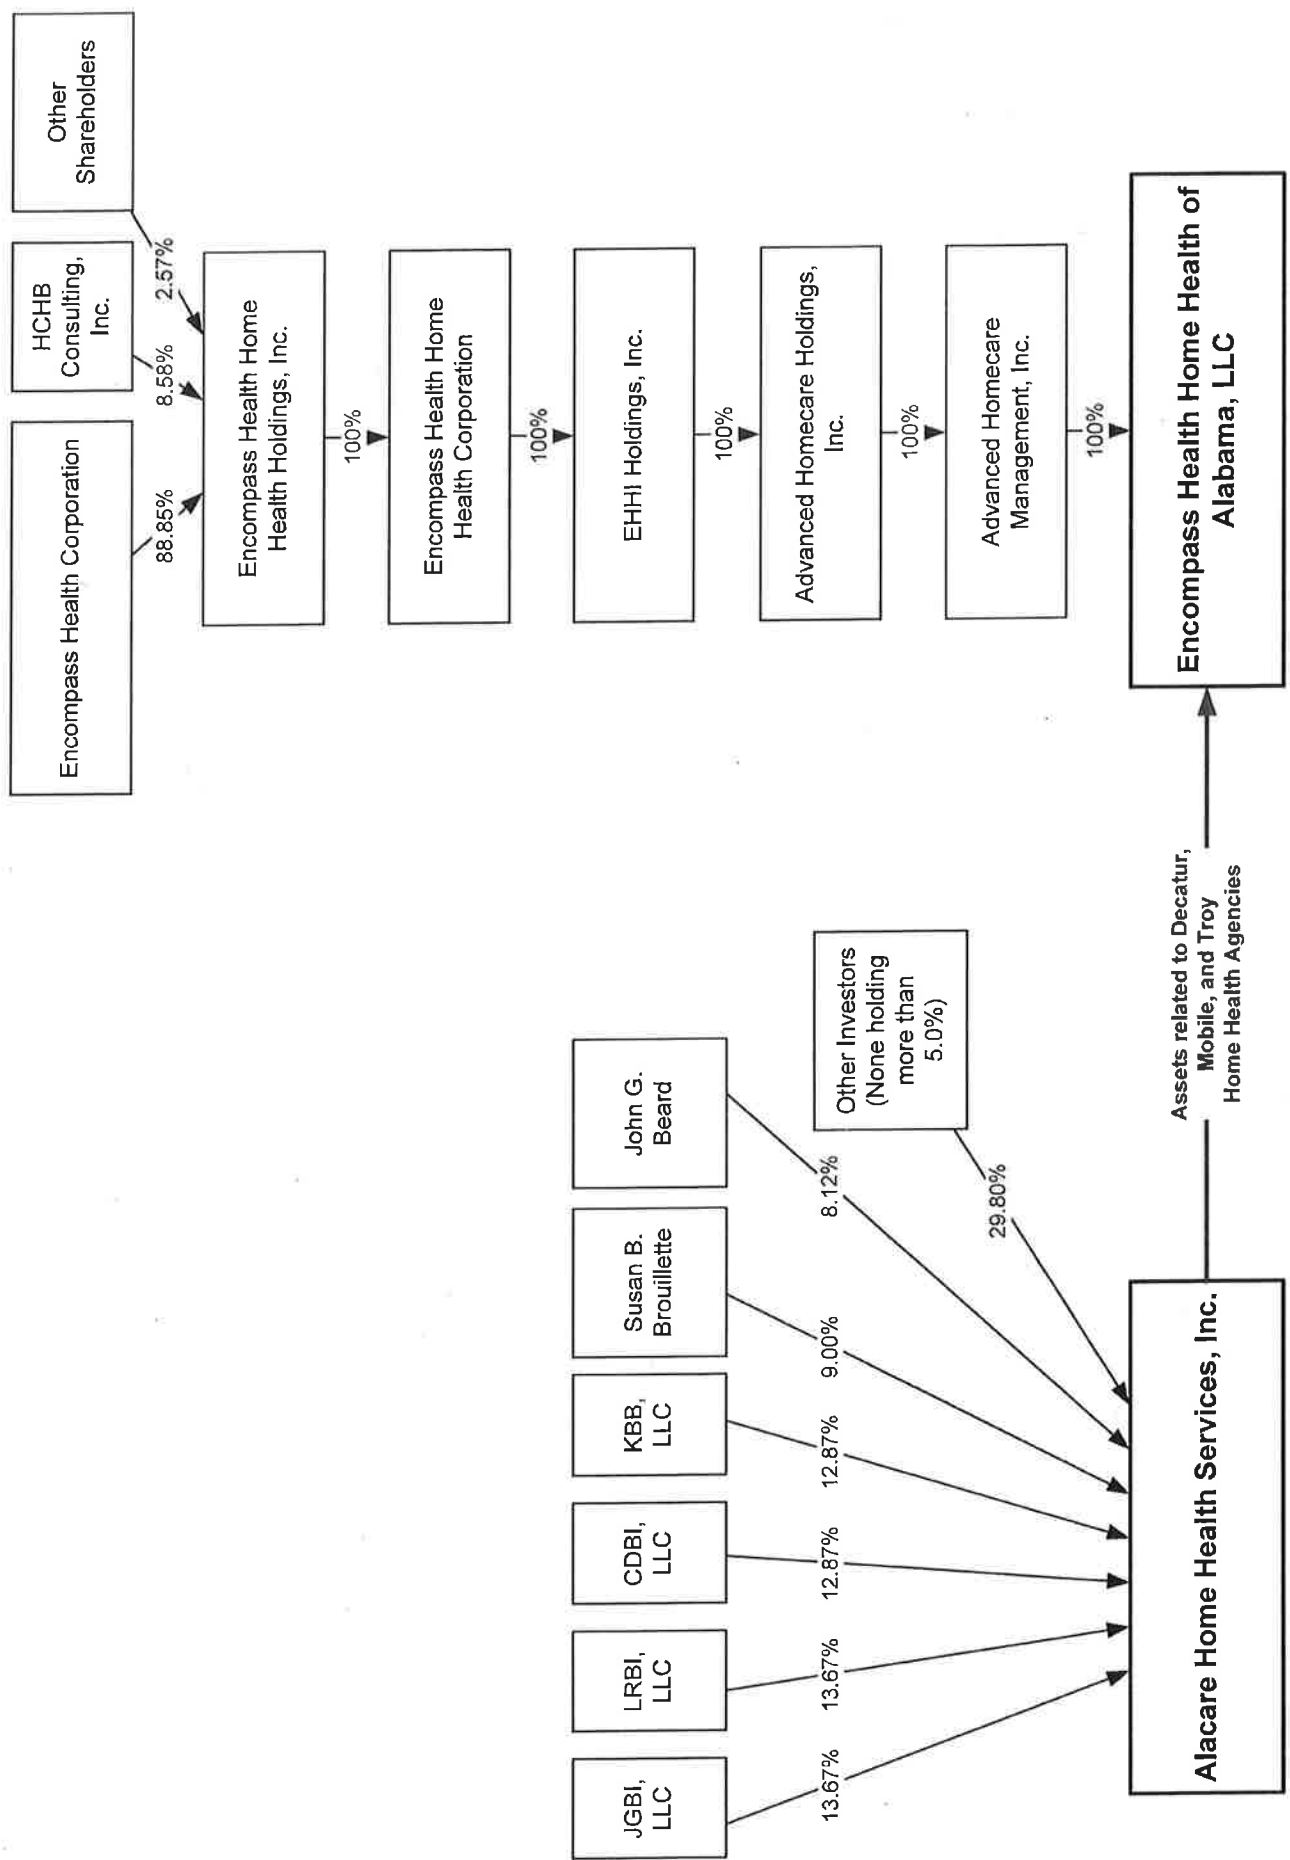 Encompass Health Corporation
HCHB
Consulting,
Inc.
Other
Shareholders
88.85%
8.58%
2.57%
Encompass Health Home
Health Holdings, Inc.
100%
Encompass Health Home
Health Corporation
100%
EHHI Holdings, Inc.
100%
Advanced Homecare Holdings,
Inc.
100%
Advanced Homecare
Management, Inc.
100%
Encompass Health Home Health of
Alabama, LLC
JGBI,
LLC
LRBI,
LLC
CDBI,
LLC
KBB,
LLC
Susan B.
Brouillette
John G.
Beard
Other Investors
(None holding
more than
5.0%)
13.67%
13.67%
12.87%
12.87%
9.00%
8.12%
29.80%
Alacare Home Health Services, Inc.
Assets related to Decatur,
Mobile, and Troy
Home Health Agencies